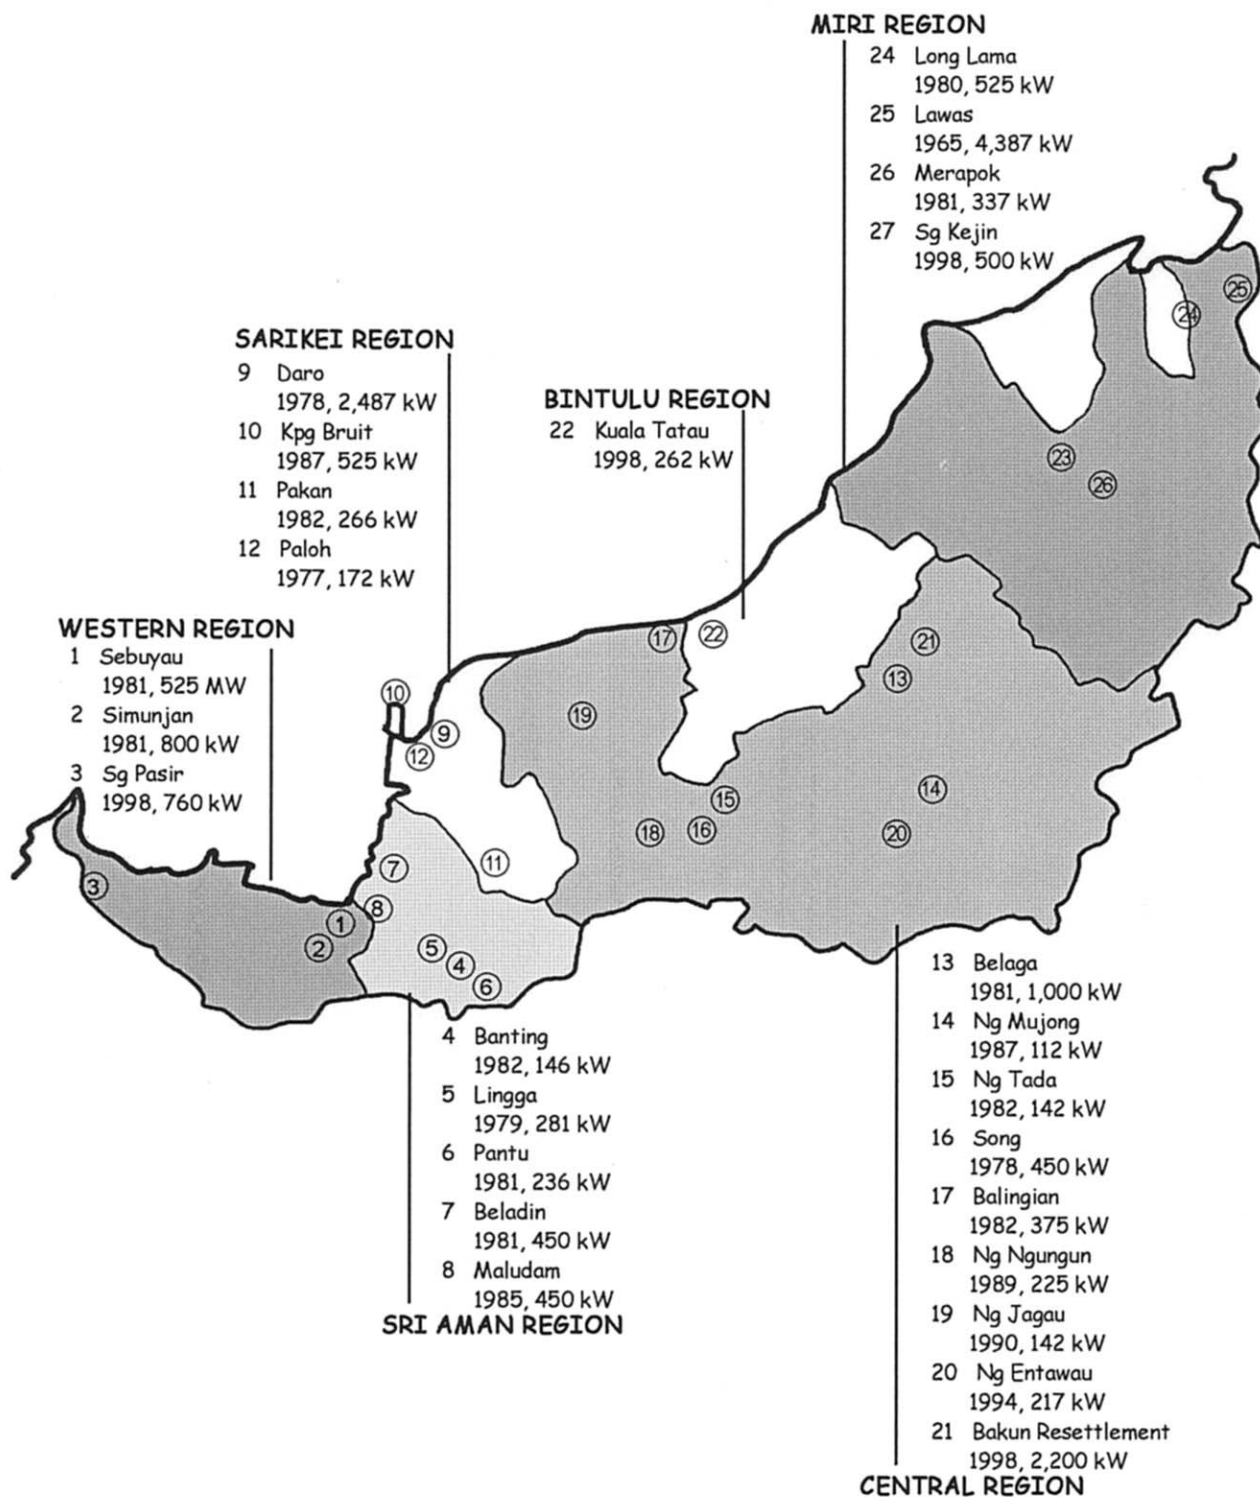 MIRI REGION
24 Long Lama
1980, 525 kW
25 Lawas
1965, 4,387 kW
26 Merapok
1981, 337 kW
27 Sg Kejin
1998, 500 kW
SARIKEI REGION
9 Daro
1978, 2,487 kW
10 Kpg Bruit
1987, 525 kW
11 Pakan
1982, 266 kW
12 Paloh
1977, 172 kW
BINTULU REGION
22 Kuala Tatau
1998, 262 kW
WESTERN REGION
1 Sebuyau
1981, 525 MW
2 Simunjan
1981, 800 kW
3 Sg Pasir
1998, 760 kW
25
24
23
26
17
22
21
13
10
19
9
12
15
14
18
16
20
11
7
3
8
1
2
5
4
6
4 Banting
1982, 146 kW
5 Lingga
1979, 281 kW
6 Pantu
1981, 236 kW
7 Beladin
1981, 450 kW
8 Maludam
1985, 450 kW
SRI AMAN REGION
13 Belaga
1981, 1,000 kW
14 Ng Mujong
1987, 112 kW
15 Ng Tada
1982, 142 kW
16 Song
1978, 450 kW
17 Balingian
1982, 375 kW
18 Ng Ngungun
1989, 225 kW
19 Ng Jagau
1990, 142 kW
20 Ng Entawau
1994, 217 kW
21 Bakun Resettlement
1998, 2,200 kW
CENTRAL REGION